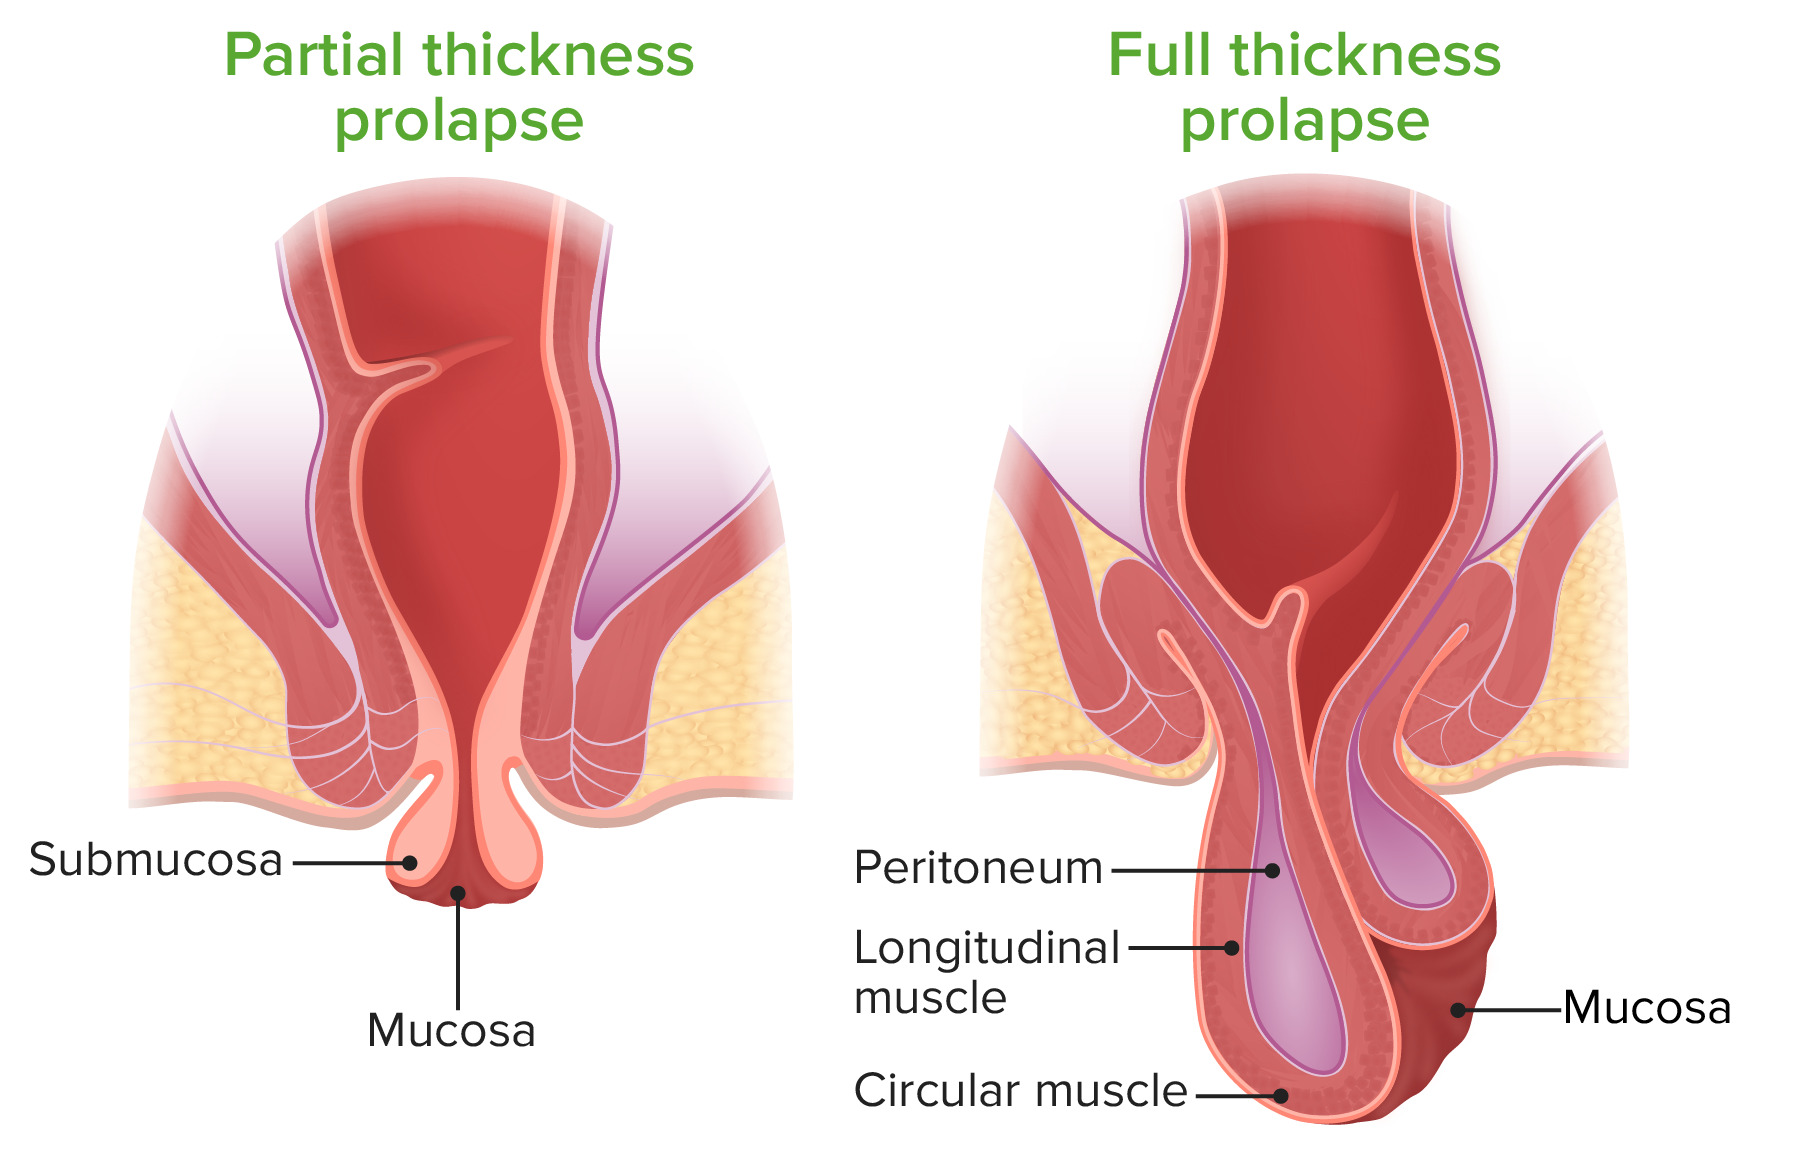 Partial thickness
prolapse
Submucosa
Mucosa
Full thickness
prolapse
Peritoneum
Longitudinal
muscle
Circular muscle
Mucosa